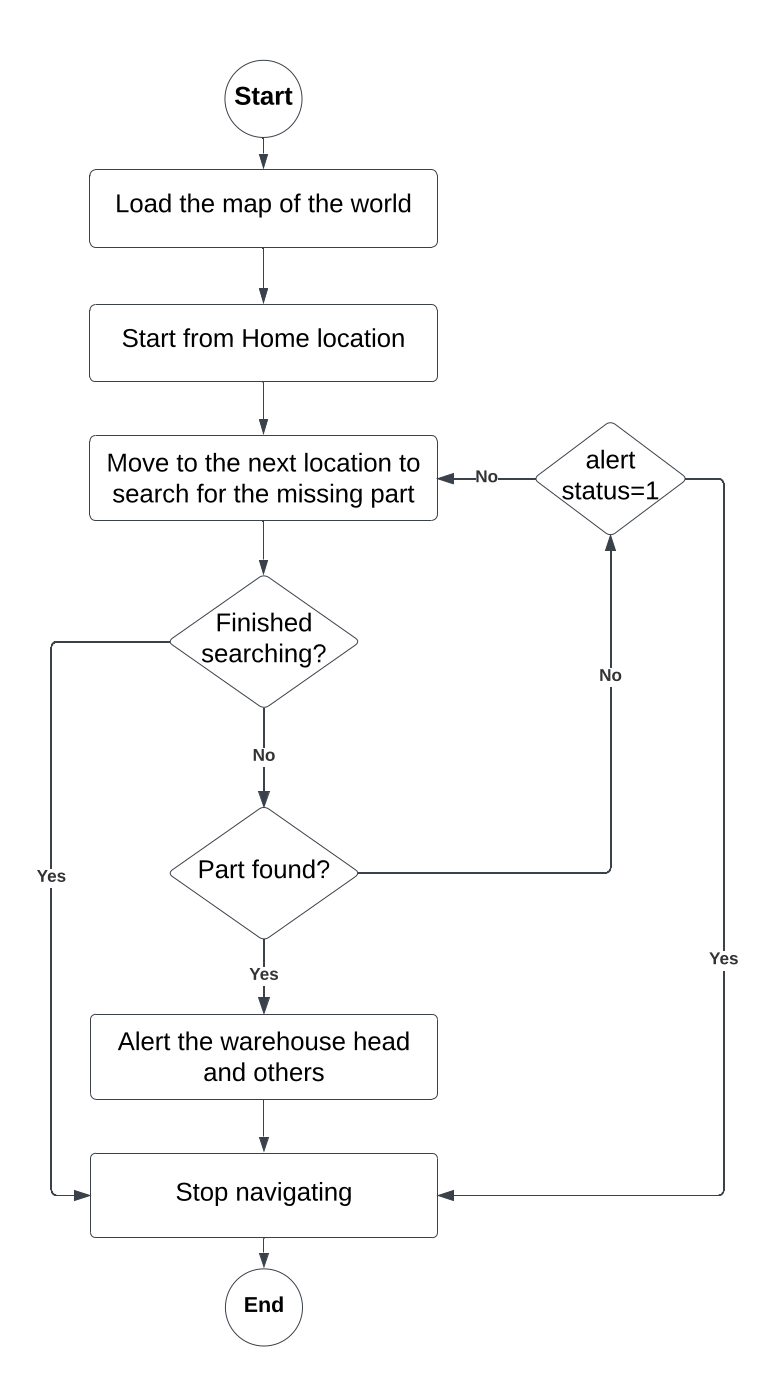 Start
Load the map of the world
Start from Home location
Move to the next location to
search for the missing part
No
alert
status=1
Finished
searching?
No
No
Part found?
Yes
Yes
Yes
Alert the warehouse head
and others
Stop navigating
End